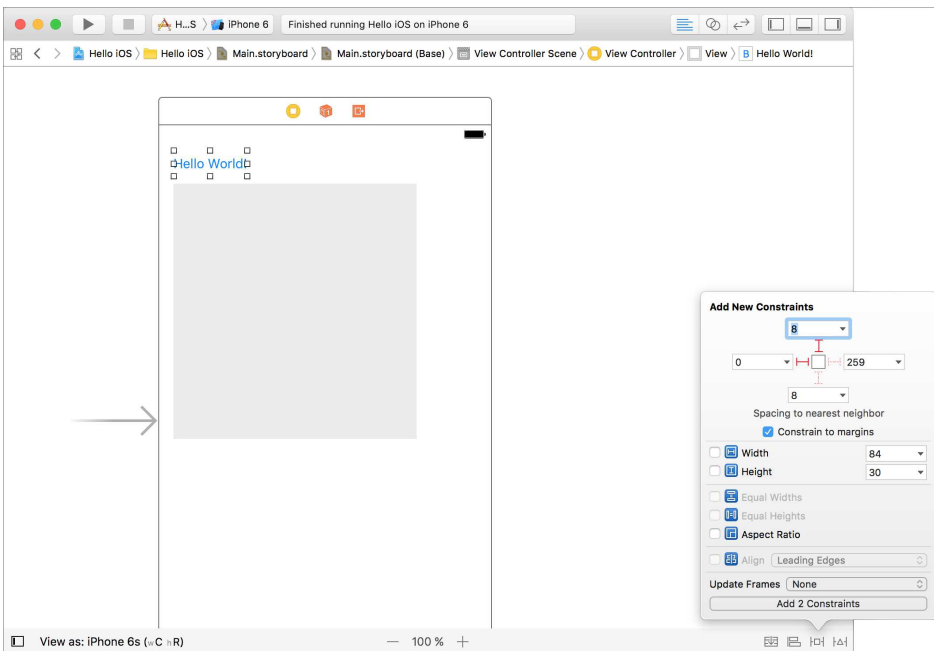 H...S 〉 iPhone 6 Finished running Hello iOS on iPhone 6
Hello iOS 〉 Hello iOS 〉 Main.storyboard 〉 Main.storyboard (Base) 〉 View Controller Scene 〉 View Controller 〉 View 〉 B Hello World!
Hello World!
Add New Constraints
8
0 259
8
Spacing to nearest neighbor
Constrain to margins
Width 84
Height 30
Equal Widths
Equal Heights
Aspect Ratio
Align Leading Edges
Update Frames None
Add 2 Constraints
View as: iPhone 6s (wC hR) — 100 % +